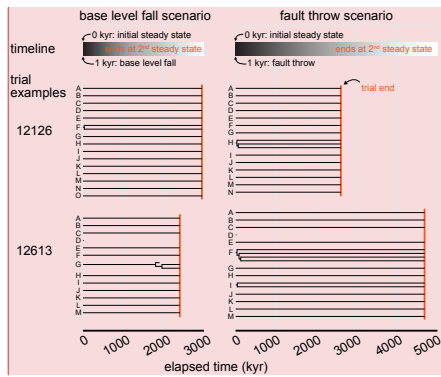 base level fall scenario
fault throw scenario
0 kyr: initial steady state
0 kyr: initial steady state
timeline
ends at 2nd steady state
ends at 2nd steady state
1 kyr: base level fall
1 kyr: fault throw
trial
examples
trial end
12126
A
B
C
D
E
F
G
H
I
J
K
L
M
N
O
A
B
C
D
E
F
G
H
I
J
K
L
M
N
12613
A
B
C
D
E
F
G
H
I
J
K
L
M
A
B
C
D
E
F
G
H
I
J
K
L
M
0 1000 2000 3000
0 1000 2000 3000 4000 5000
elapsed time (kyr)